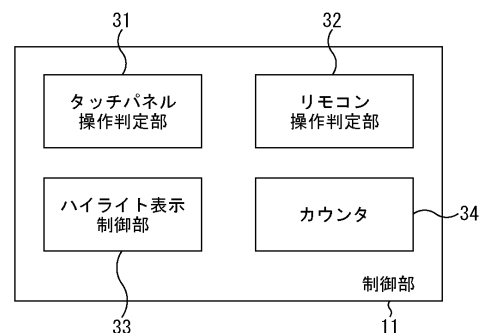 31
32
タッチパネル
操作判定部
リモコン
操作判定部
ハイライト表示
制御部
カウンタ
34
制御部
33
11